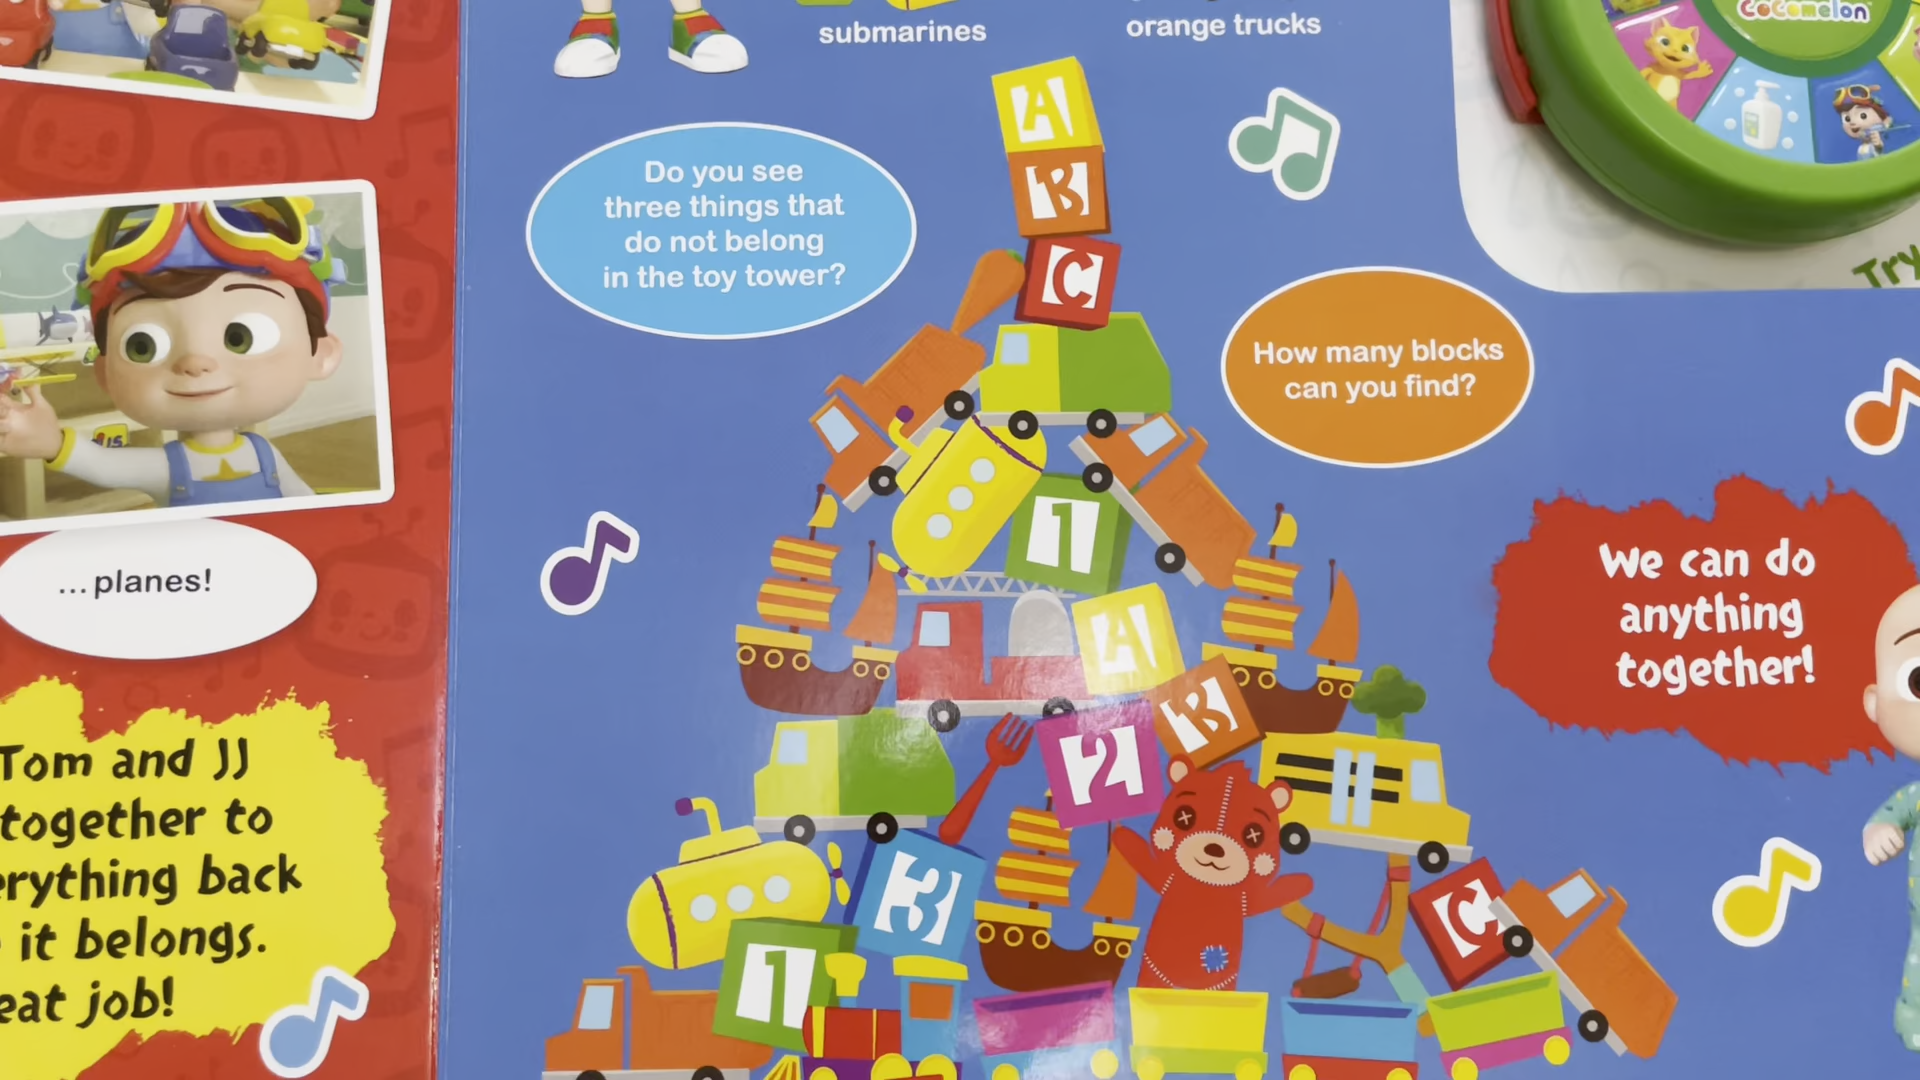 submarines
orange trucks
CoComelon
Do you see
three things that
do not belong
in the toy tower?
How many blocks
can you find?
A
B
C
1
A
B
2
3
C
1
Try
... planes!
We can do
anything
together!
Tom and JJ
together to
erything back
it belongs.
eat job!